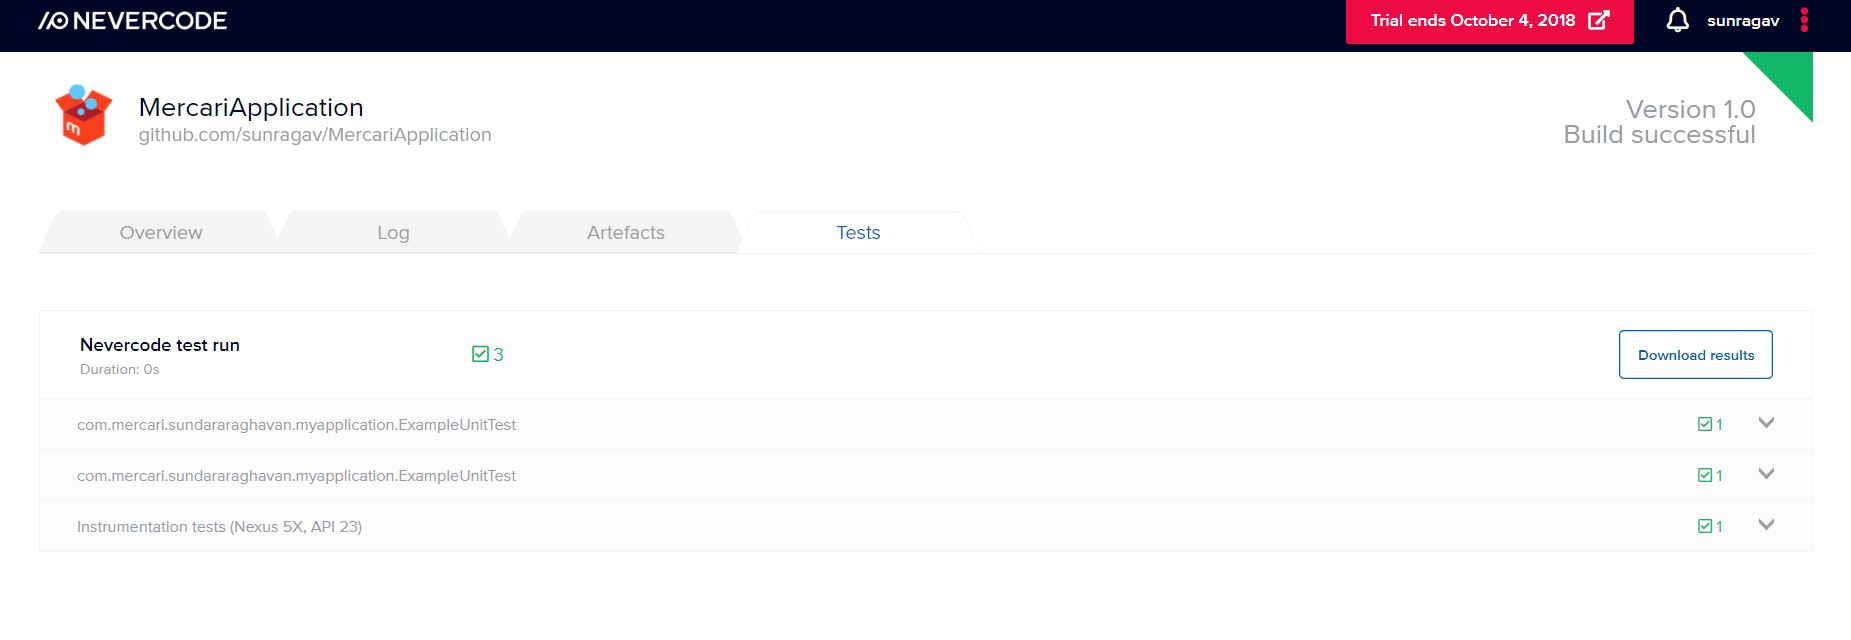 NEVERCODE
Trial ends October 4, 2018
sunragav
m
MercariApplication
github.com/sunragav/MercariApplication
Version 1.0
Build successful
Overview
Log
Artefacts
Tests
Nevercode test run
Duration: 0s
3
Download results
com.mercari.sundararaghavan.myapplication.ExampleUnitTest
1
com.mercari.sundararaghavan.myapplication.ExampleUnitTest
1
Instrumentation tests (Nexus 5X, API 23)
1